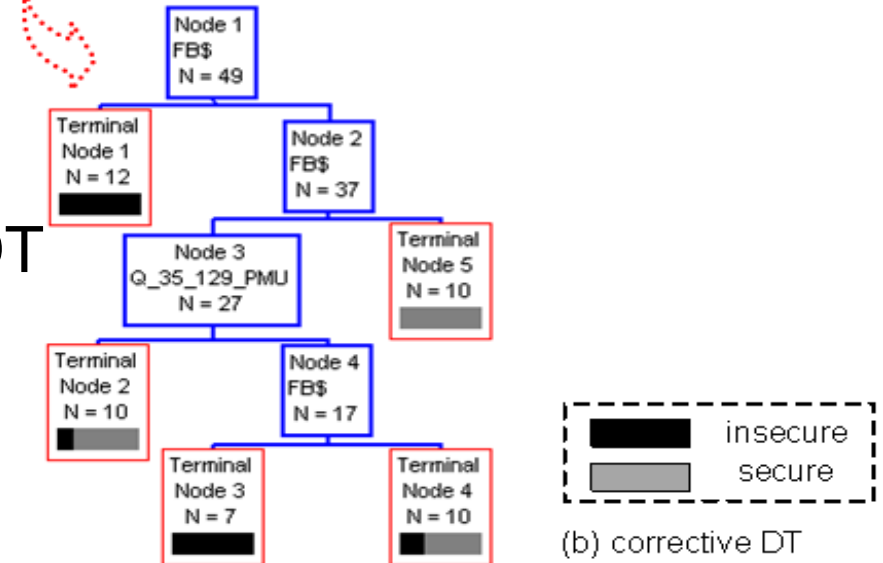 Node 1
FB$
N = 49
Terminal
Node 1
N = 12
Node 2
FB$
N = 37
DT
Node 3
Q_35_129_PMU
N = 27
Terminal
Node 5
N = 10
Terminal
Node 2
N = 10
Node 4
FB$
N = 17
Terminal
Node 3
N = 7
Terminal
Node 4
N = 10
insecure
secure
(b) corrective DT